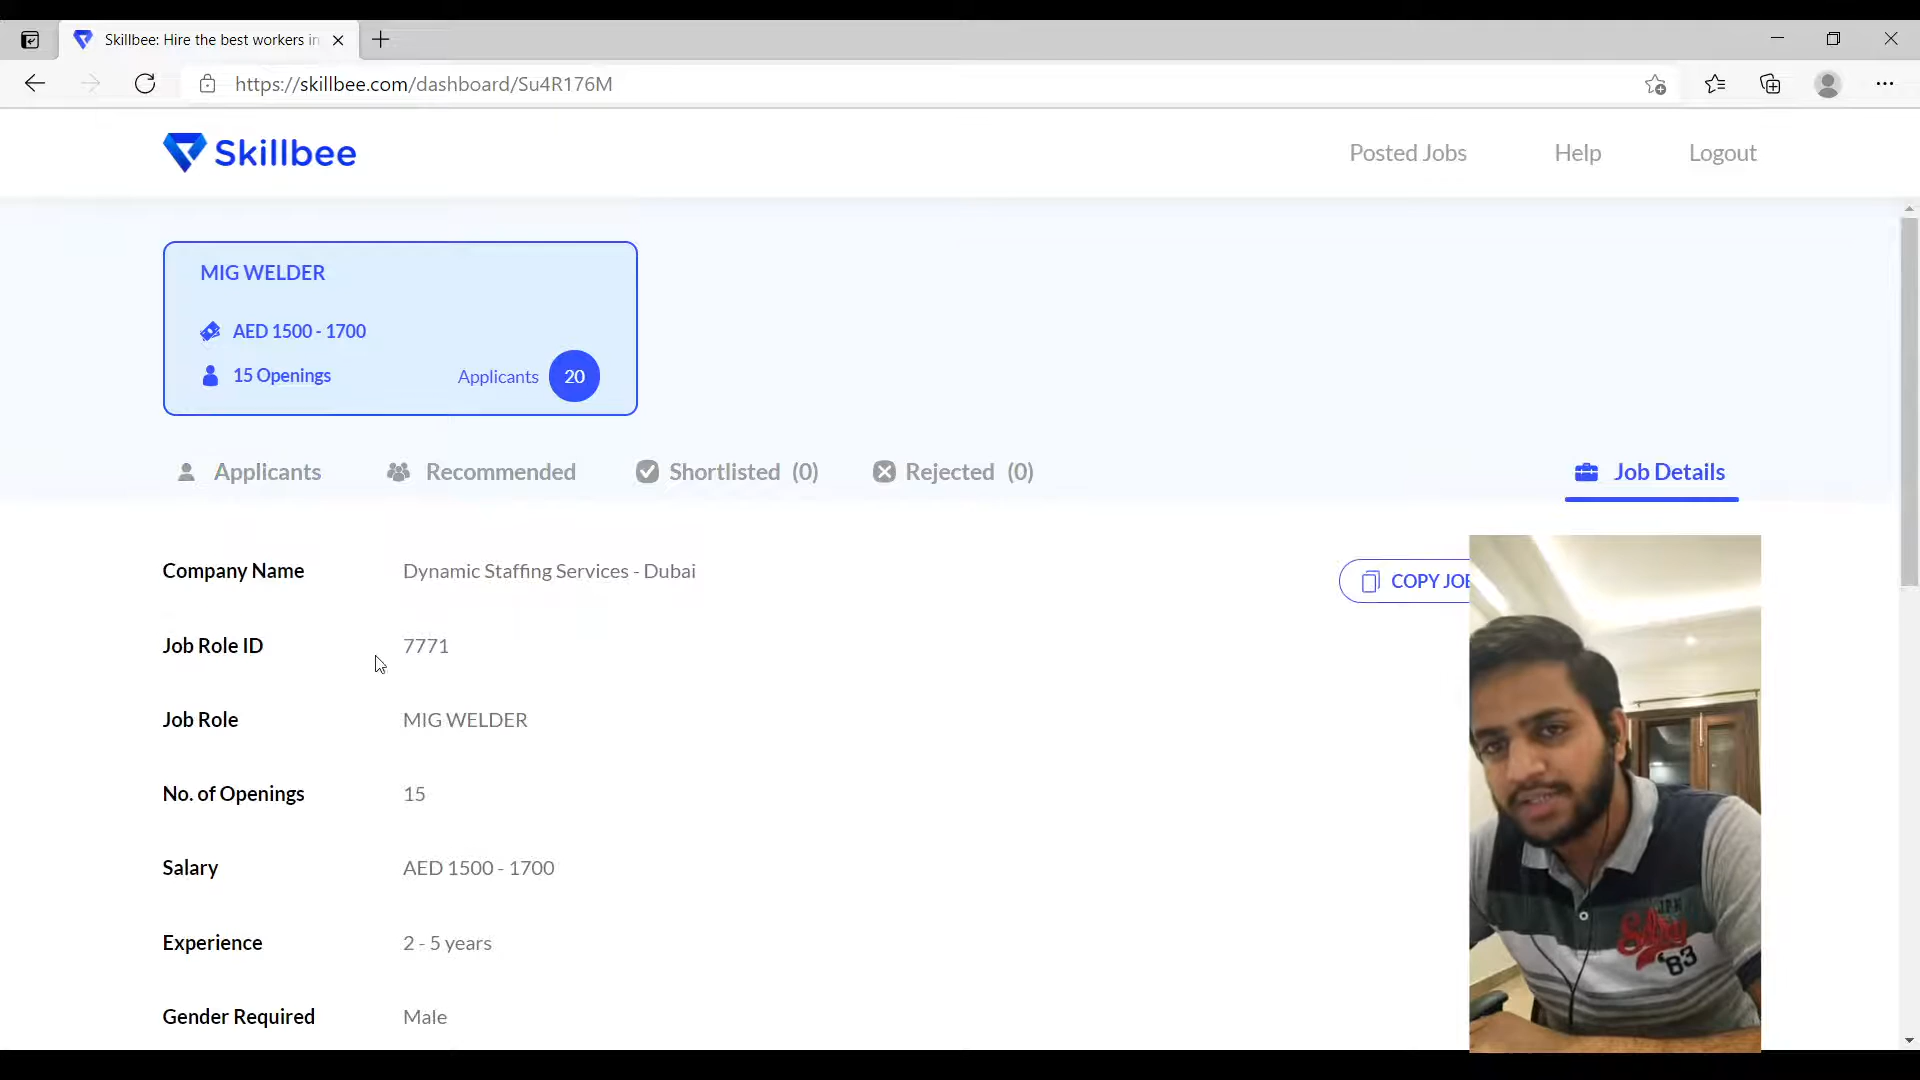 Skillbee: Hire the best workers in
https://skillbee.com/dashboard/Su4R176M
Skillbee
Posted Jobs
Help
Logout
MIG WELDER
AED 1500 - 1700
15 Openings
Applicants
20
Applicants
Recommended
Shortlisted (0)
Rejected (0)
Job Details
Company Name
Dynamic Staffing Services - Dubai
COPY JOB
Job Role ID
7771
Job Role
MIG WELDER
No. of Openings
15
Salary
AED 1500 - 1700
Experience
2 - 5 years
Gender Required
Male
'83